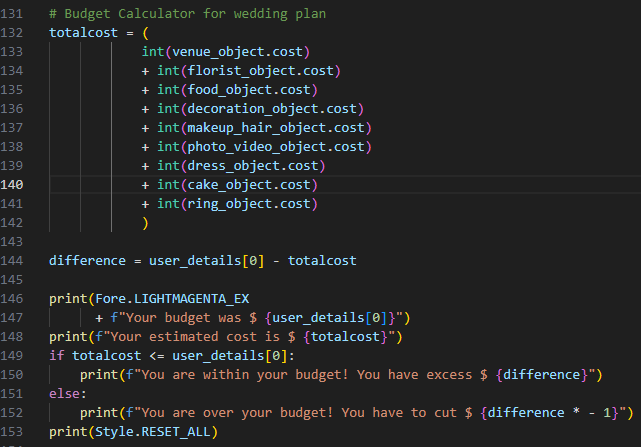 131 # Budget Calculator for wedding plan
132 totalcost = (
133 int(venue_object.cost)
134 + int(florist_object.cost)
135 + int(food_object.cost)
136 + int(decoration_object.cost)
137 + int(makeup_hair_object.cost)
138 + int(photo_video_object.cost)
139 + int(dress_object.cost)
140 + int(cake_object.cost)
141 + int(ring_object.cost)
142 )
143
144 difference = user_details[0] - totalcost
145
146 print(Fore.LIGHTMAGENTA_EX
147 + f"Your budget was $ {user_details[0]}")
148 print(f"Your estimated cost is $ {totalcost}")
149 if totalcost <= user_details[0]:
150 print(f"You are within your budget! You have excess $ {difference}")
151 else:
152 print(f"You are over your budget! You have to cut $ {difference * - 1}")
153 print(Style.RESET_ALL)